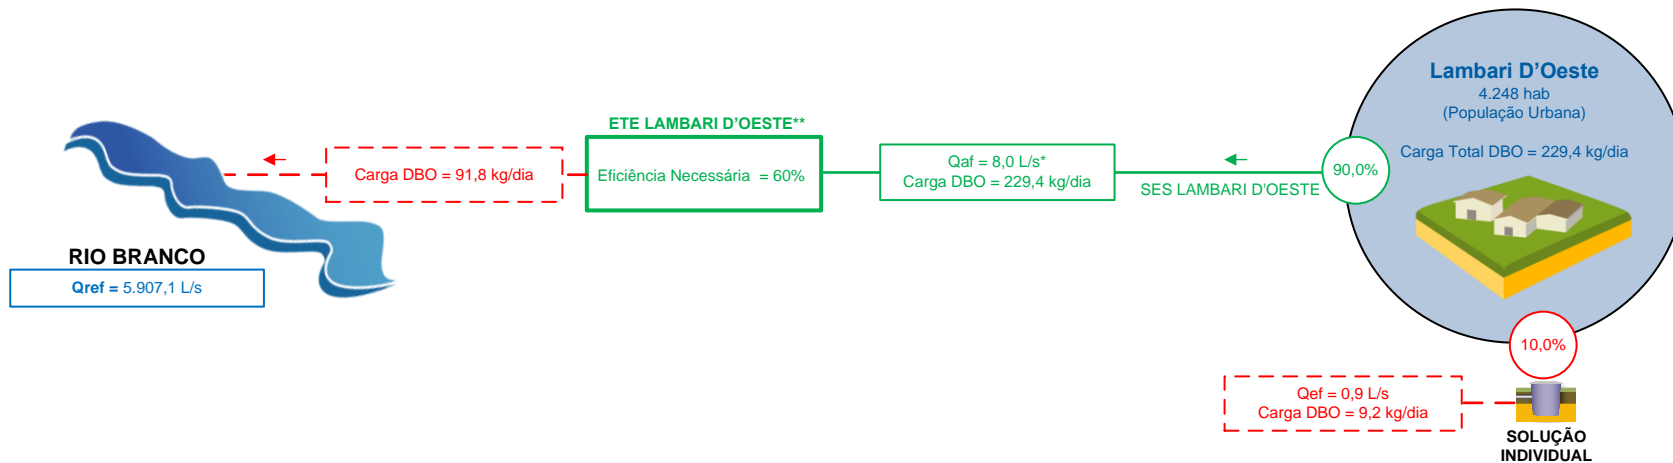 Lambari D'Oeste
4.248 hab
(População Urbana)
Carga Total DBO = 229,4 kg/dia
90,0%
SES LAMBARI D'OESTE
Qaf = 8,0 L/s*
Carga DBO = 229,4 kg/dia
ETE LAMBARI D'OESTE**
Eficiência Necessária = 60%
Carga DBO = 91,8 kg/dia
RIO BRANCO
Qref = 5.907,1 L/s
10,0%
Qef = 0,9 L/s
Carga DBO = 9,2 kg/dia
SOLUÇÃO
INDIVIDUAL